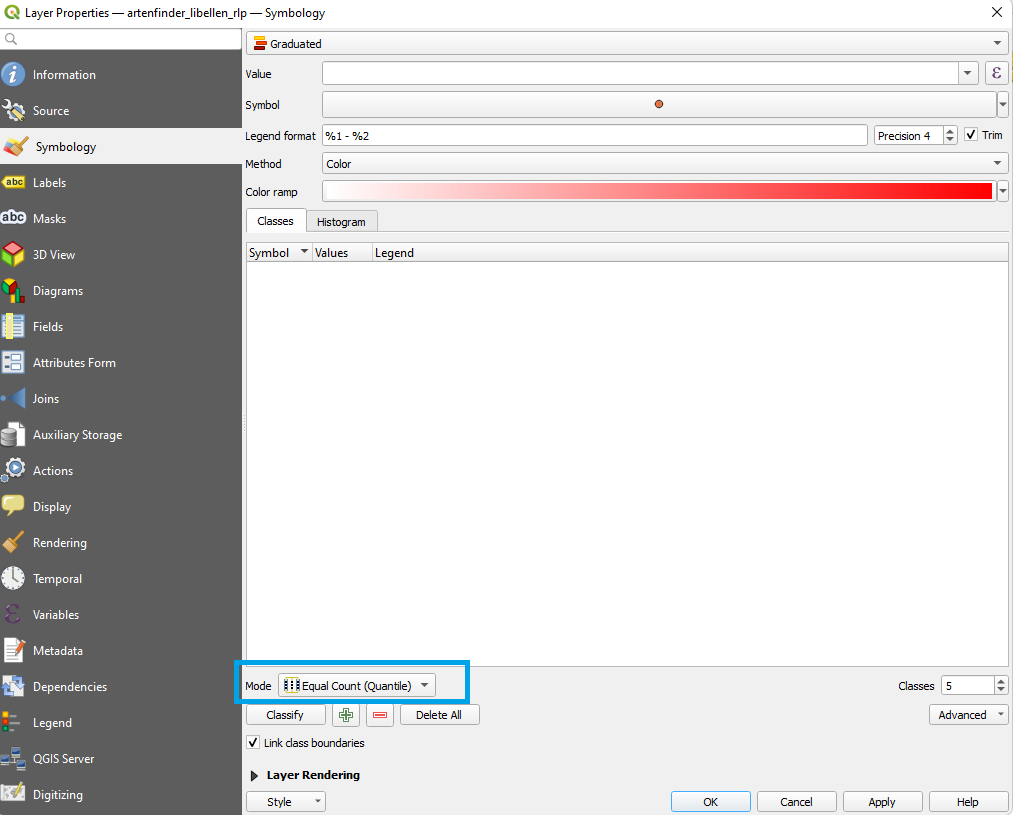 Layer Properties — artenfinder_libellen_rlp — Symbology
Information
Source
Symbology
Labels
Masks
3D View
Diagrams
Fields
Attributes Form
Joins
Auxiliary Storage
Actions
Display
Rendering
Temporal
Variables
Metadata
Dependencies
Legend
QGIS Server
Digitizing
Graduated
Value
Symbol
Legend format %1 - %2 Precision 4 Trim
Method Color
Color ramp
Classes Histogram
Symbol Values Legend
Mode Equal Count (Quantile) Classes 5
Classify Delete All Advanced
Link class boundaries
Layer Rendering
Style OK Cancel Apply Help